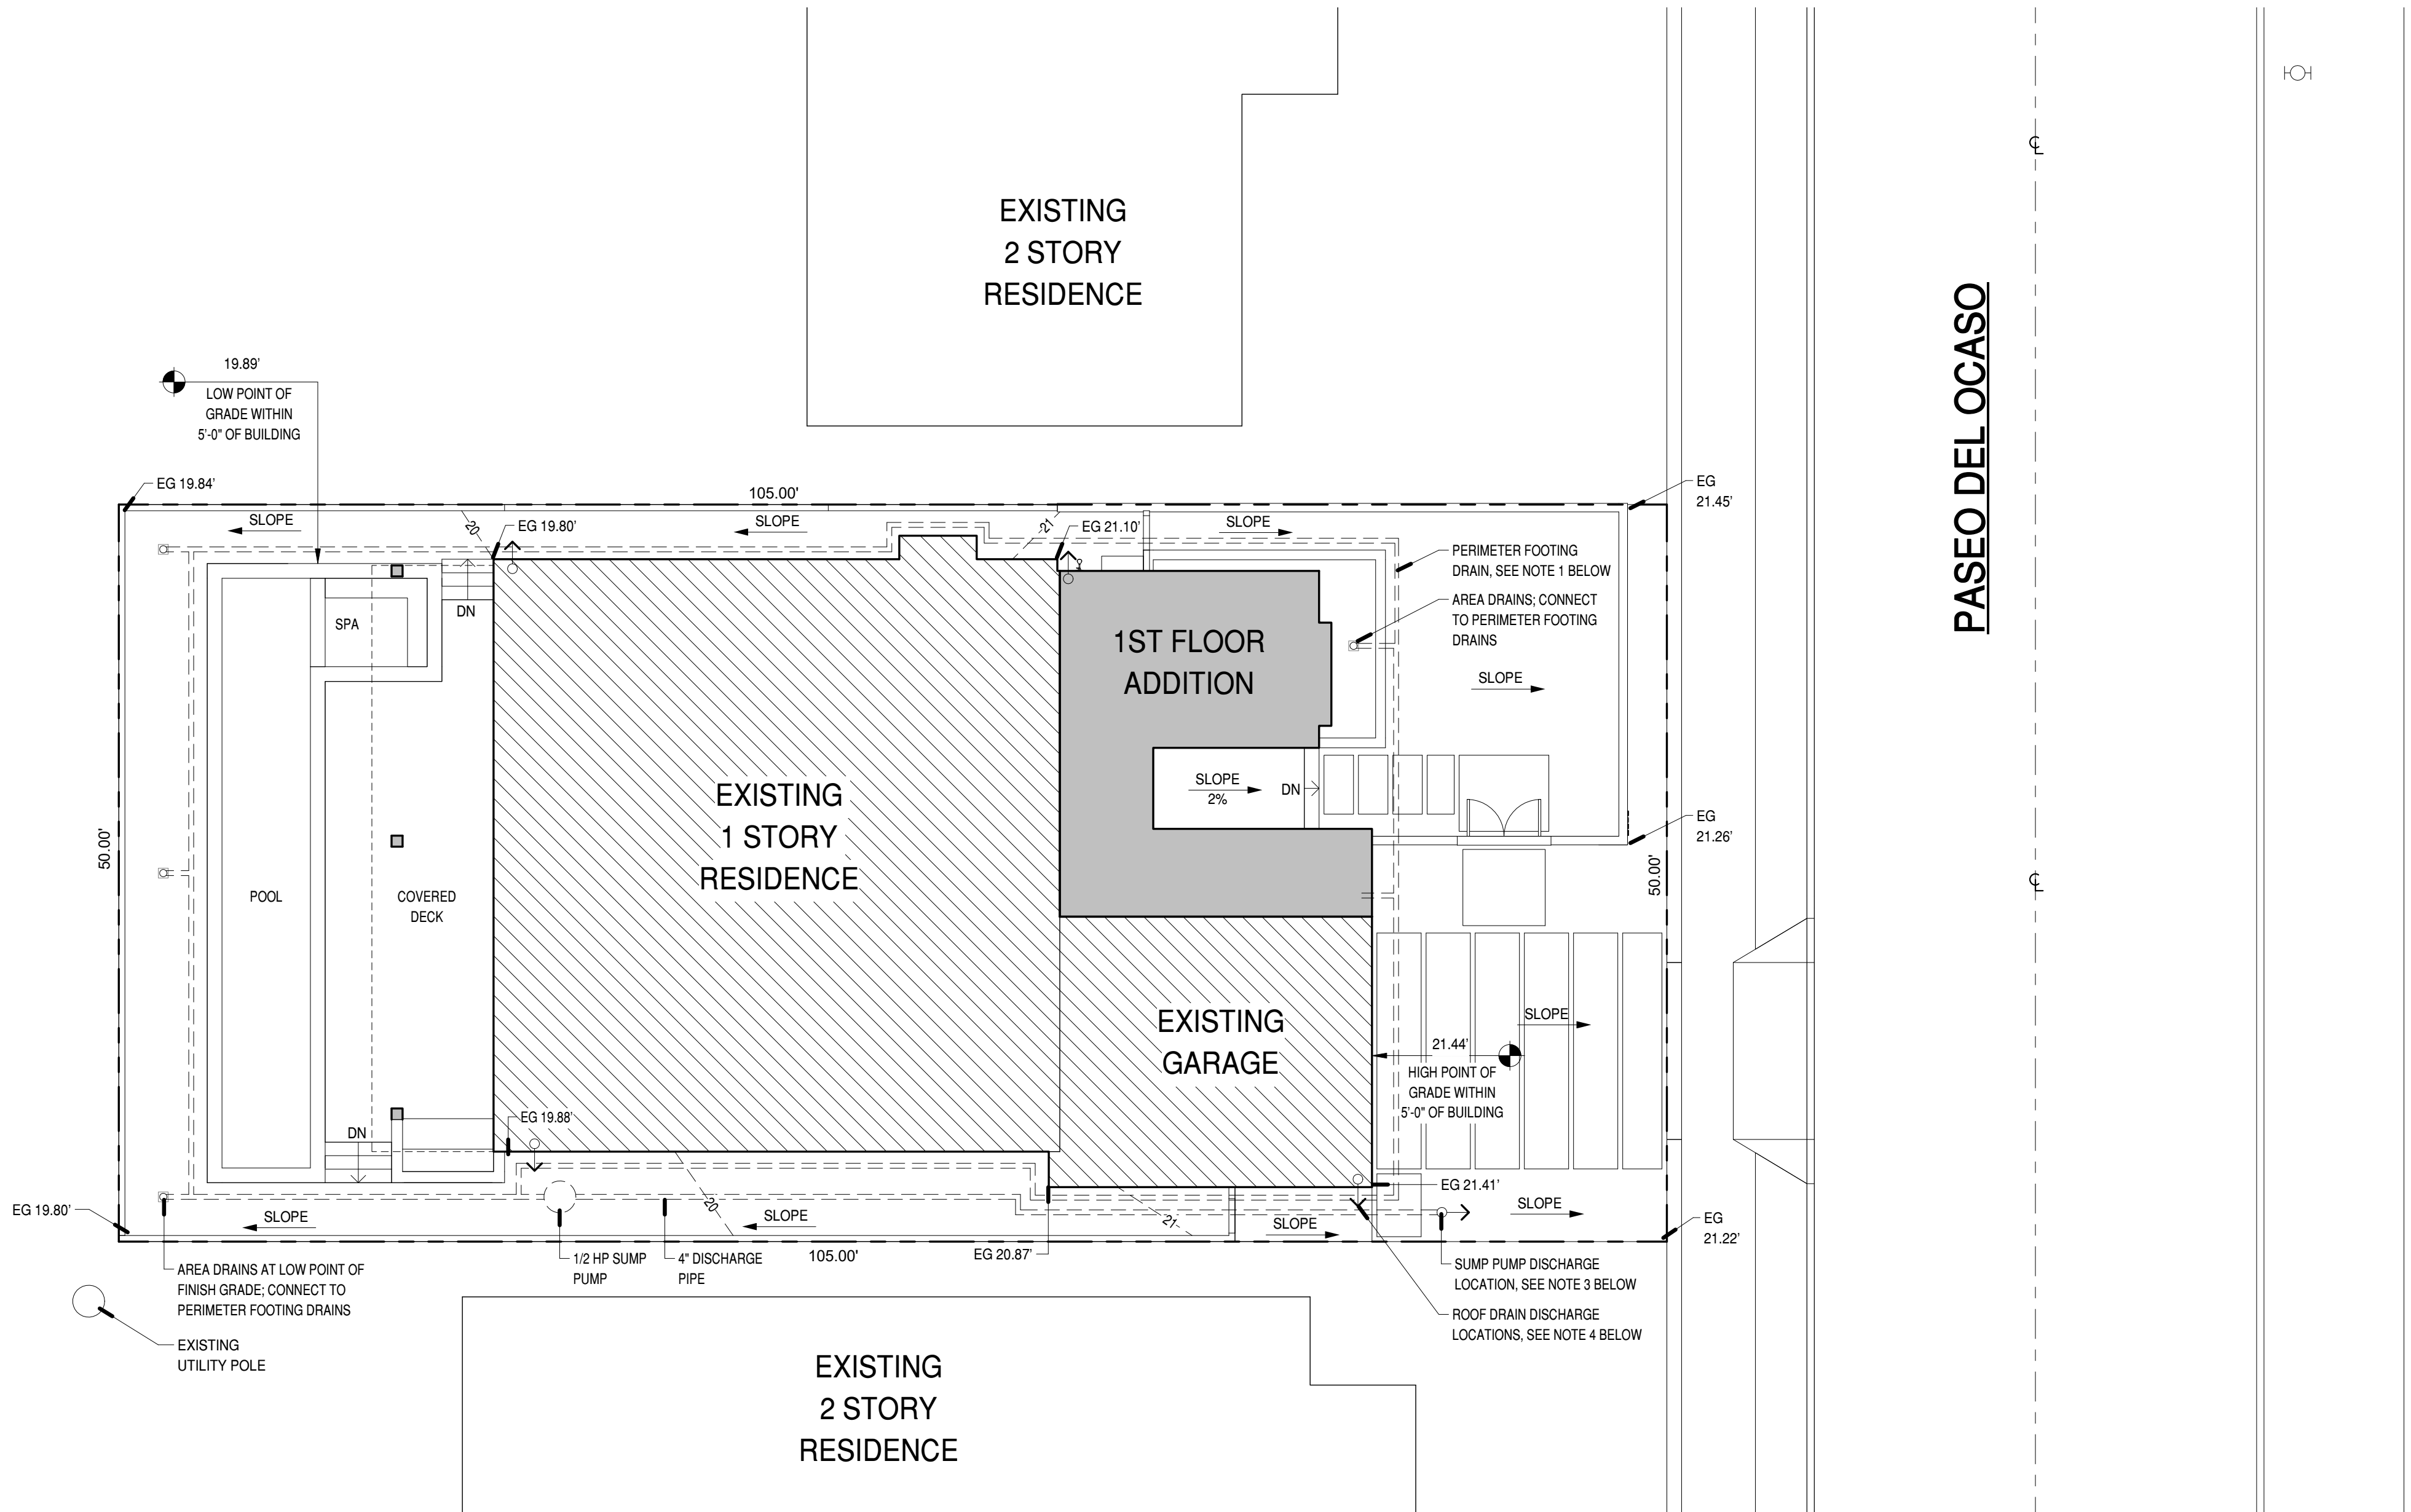 EXISTING
2 STORY
RESIDENCE
PASEO DEL OCASO
℄
19.89'
LOW POINT OF
GRADE WITHIN
5'-0" OF BUILDING
EG 19.84'
105.00'
EG
21.45'
SLOPE
20
EG 19.80'
SLOPE
21
EG 21.10'
SLOPE
PERIMETER FOOTING
DRAIN, SEE NOTE 1 BELOW
AREA DRAINS; CONNECT
TO PERIMETER FOOTING
DRAINS
SPA
DN
1ST FLOOR
ADDITION
SLOPE
SLOPE
2%
DN
EXISTING
1 STORY
RESIDENCE
EG
21.26'
50.00'
50.00'
℄
POOL
COVERED
DECK
EXISTING
GARAGE
SLOPE
21.44'
HIGH POINT OF
GRADE WITHIN
5'-0" OF BUILDING
EG 19.88'
DN
EG 21.41'
EG 19.80'
SLOPE
20
SLOPE
21
SLOPE
SLOPE
EG
21.22'
105.00'
EG 20.87'
1/2 HP SUMP
PUMP
4" DISCHARGE
PIPE
AREA DRAINS AT LOW POINT OF
FINISH GRADE; CONNECT TO
PERIMETER FOOTING DRAINS
SUMP PUMP DISCHARGE
LOCATION, SEE NOTE 3 BELOW
ROOF DRAIN DISCHARGE
LOCATIONS, SEE NOTE 4 BELOW
EXISTING
UTILITY POLE
EXISTING
2 STORY
RESIDENCE